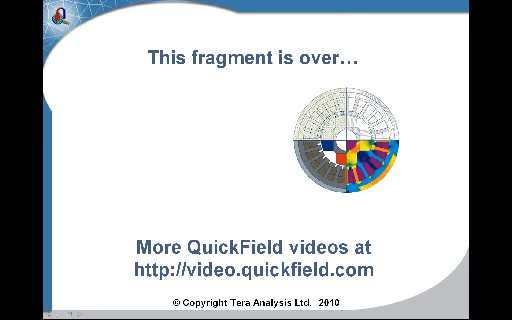 This fragment is over…
More QuickField videos at
http://video.quickfield.com
© Copyright Tera Analysis Ltd. 2010